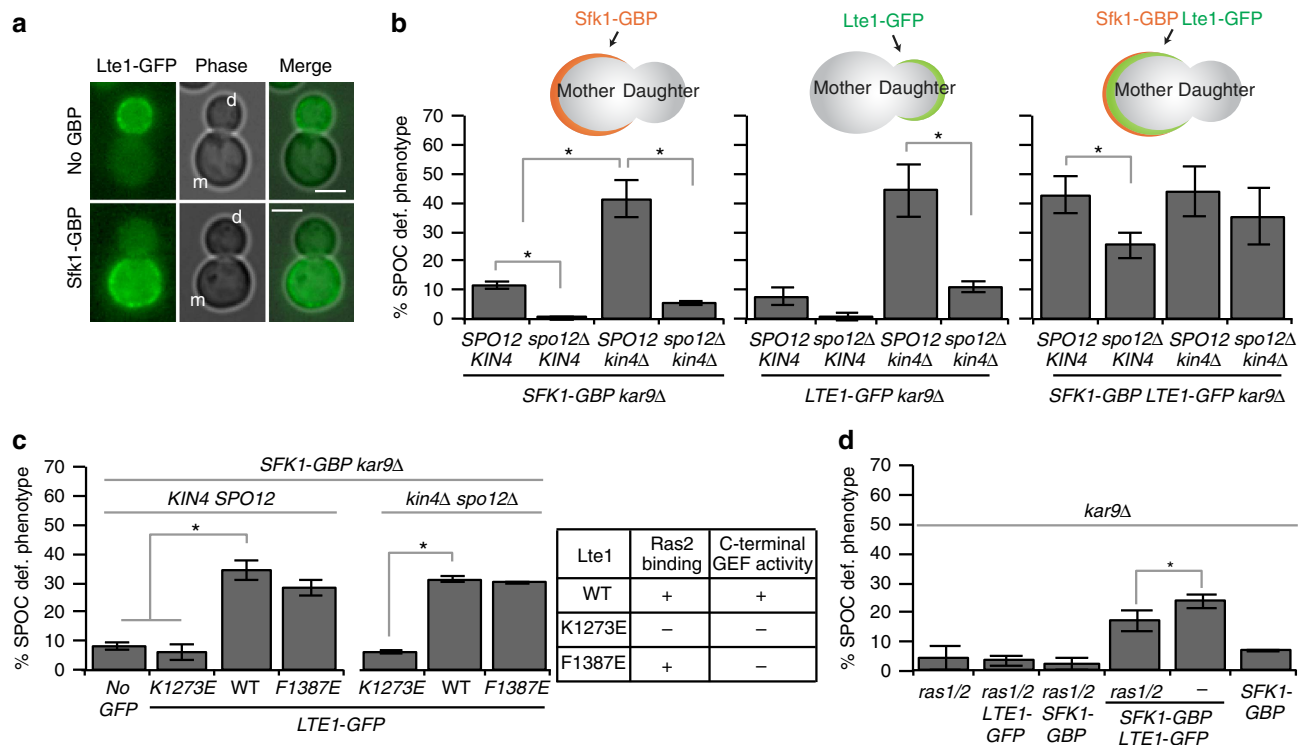 a
Lte1-GFP Phase Merge
No GBP
d
m
Sfk1-GBP
d
m
b
Sfk1-GBP
Mother Daughter
Lte1-GFP
Mother Daughter
Sfk1-GBP Lte1-GFP
Mother Daughter
% SPOC def. phenotype
70
60
50
40
30
20
10
0
* * *
*
*
*
SPO12 KIN4
spo12Δ KIN4
SPO12 kin4Δ
spo12Δ kin4Δ
SFK1-GBP kar9Δ
SPO12 KIN4
spo12Δ KIN4
SPO12 kin4Δ
spo12Δ kin4Δ
LTE1-GFP kar9Δ
SPO12 KIN4
spo12Δ KIN4
SPO12 kin4Δ
spo12Δ kin4Δ
SFK1-GBP LTE1-GFP kar9Δ
c
% SPOC def. phenotype
70
60
50
40
30
20
10
0
SFK1-GBP kar9Δ
KIN4 SPO12
kin4Δ spo12Δ
*
*
No GFP
K1273E WT F1387E
K1273E WT F1387E
LTE1-GFP
Lte1 Ras2 binding C-terminal GEF activity
WT + +
K1273E – –
F1387E + –
d
% SPOC def. phenotype
70
60
50
40
30
20
10
0
kar9Δ
*
ras1/2
ras1/2 LTE1-GFP
ras1/2 SFK1-GBP
ras1/2 –
SFK1-GBP LTE1-GFP
SFK1-GBP